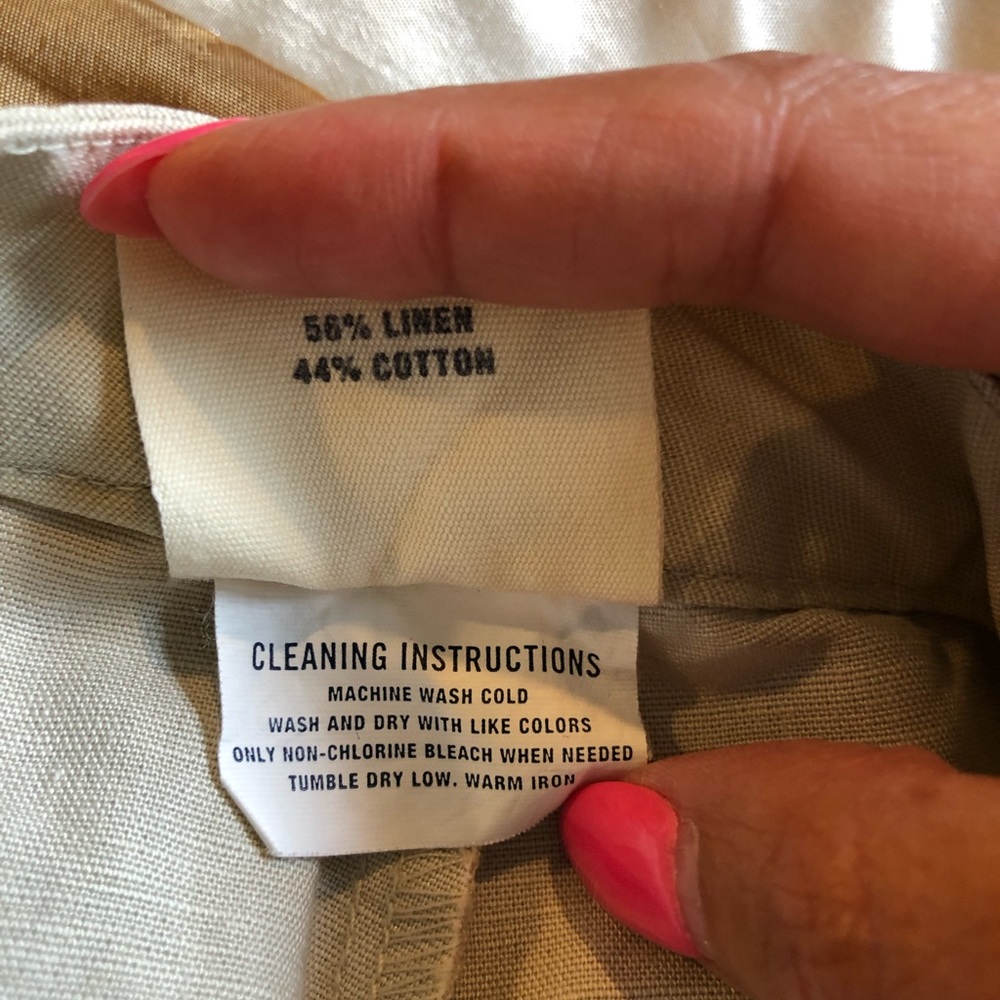 56% LINEN
44% COTTON
CLEANING INSTRUCTIONS
MACHINE WASH COLD
WASH AND DRY WITH LIKE COLORS
ONLY NON-CHLORINE BLEACH WHEN NEEDED
TUMBLE DRY LOW. WARM IRON